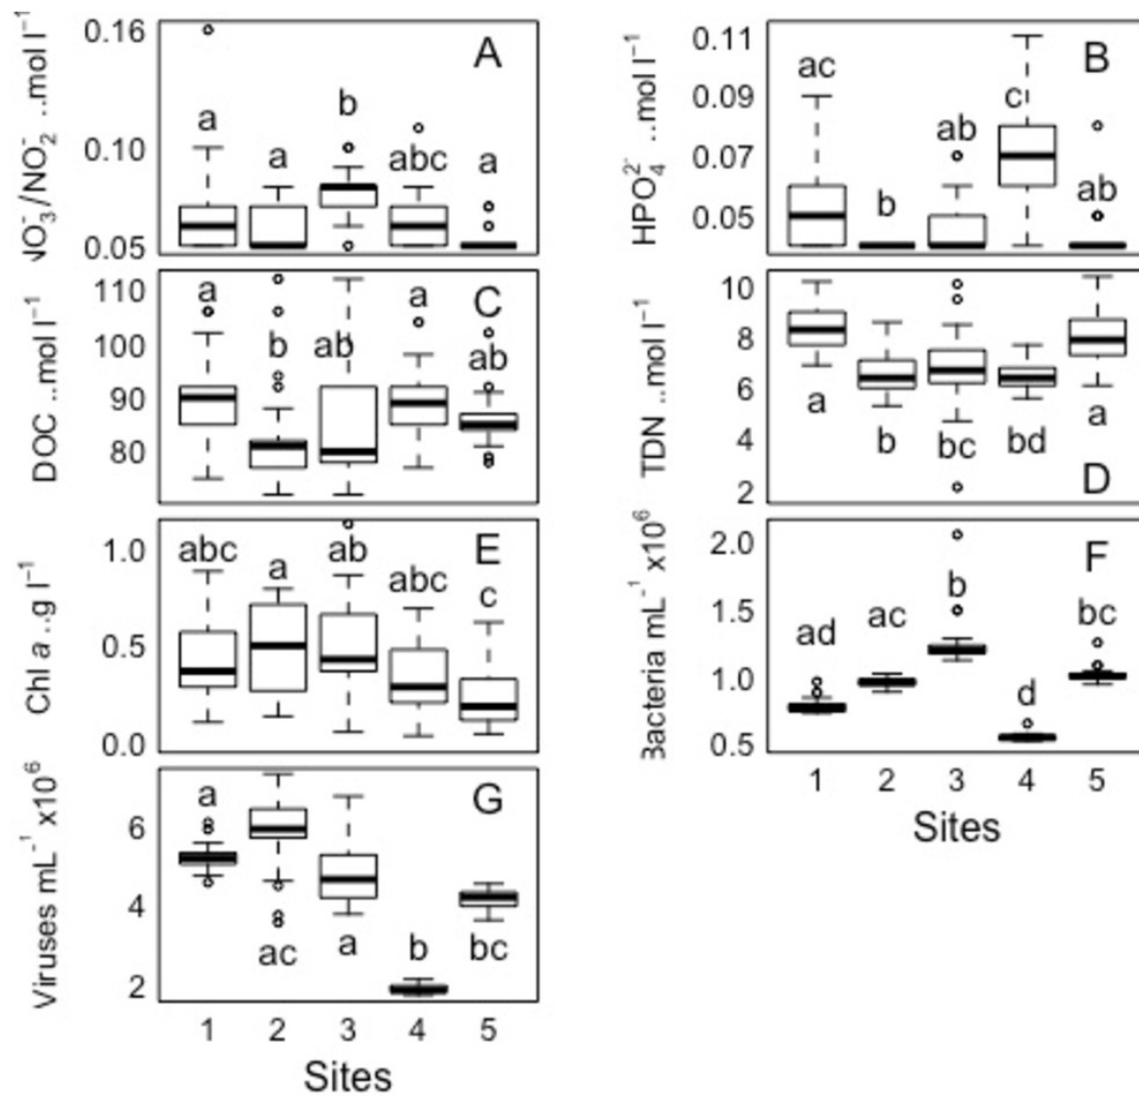 NO₃⁻/NO₂⁻ ..mol l⁻¹
0.16
0.10
0.05
A
a
a
b
abc
a
HPO₄²⁻ ..mol l⁻¹
0.11
0.09
0.07
0.05
B
ac
b
ab
c
ab
DOC ..mol l⁻¹
110
100
90
80
C
a
b
ab
a
ab
TDN ..mol l⁻¹
10
8
6
4
2
D
a
b
bc
bd
a
Chl a ..g l⁻¹
1.0
0.5
0.0
E
abc
a
ab
abc
c
Bacteria mL⁻¹ x10⁶
2.0
1.5
1.0
0.5
F
ad
ac
b
d
bc
1 2 3 4 5
Sites
Viruses mL⁻¹ x10⁶
6
4
2
G
a
ac
a
b
bc
1 2 3 4 5
Sites